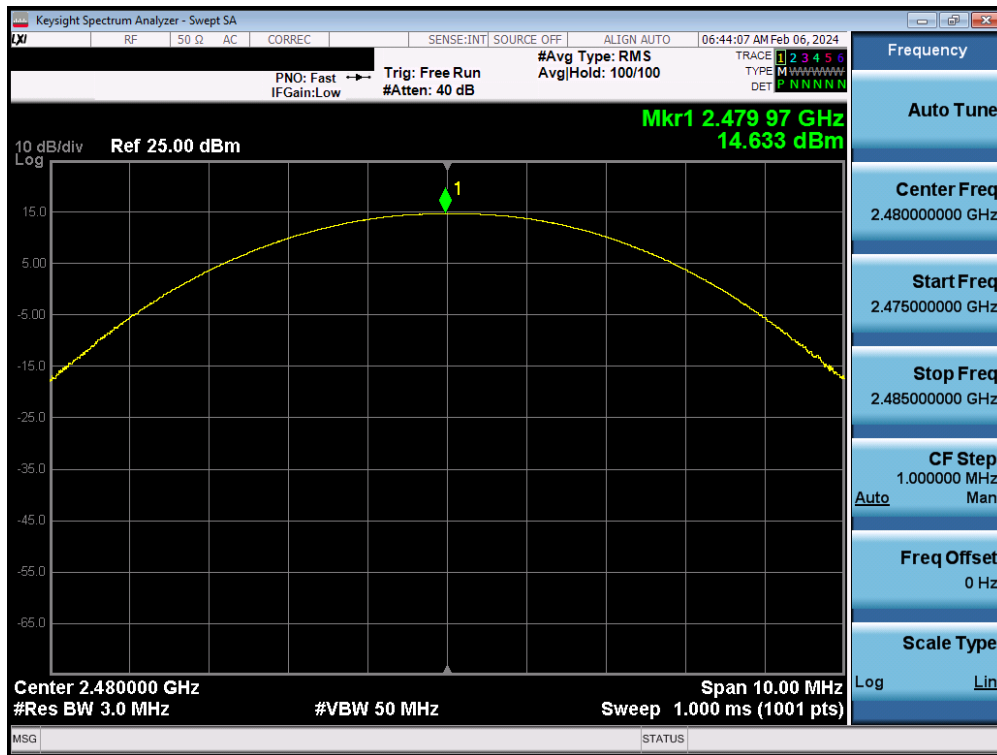 Keysight Spectrum Analyzer - Swept SA
LXI RF 50 Ω AC CORREC SENSE:INT SOURCE OFF ALIGN AUTO 06:44:07 AM Feb 06, 2024
PNO: Fast
IFGain:Low
Trig: Free Run
#Atten: 40 dB
#Avg Type: RMS
Avg|Hold: 100/100
TRACE 1 2 3 4 5 6
TYPE M WWWWW
DET P N N N N N
Mkr1 2.479 97 GHz
14.633 dBm
10 dB/div Ref 25.00 dBm
Log
1
15.0
5.00
-5.00
-15.0
-25.0
-35.0
-45.0
-55.0
-65.0
Center 2.480000 GHz Span 10.00 MHz
#Res BW 3.0 MHz #VBW 50 MHz Sweep 1.000 ms (1001 pts)
MSG STATUS
Frequency
Auto Tune
Center Freq
2.480000000 GHz
Start Freq
2.475000000 GHz
Stop Freq
2.485000000 GHz
CF Step
1.000000 MHz
Auto Man
Freq Offset
0 Hz
Scale Type
Log Lin